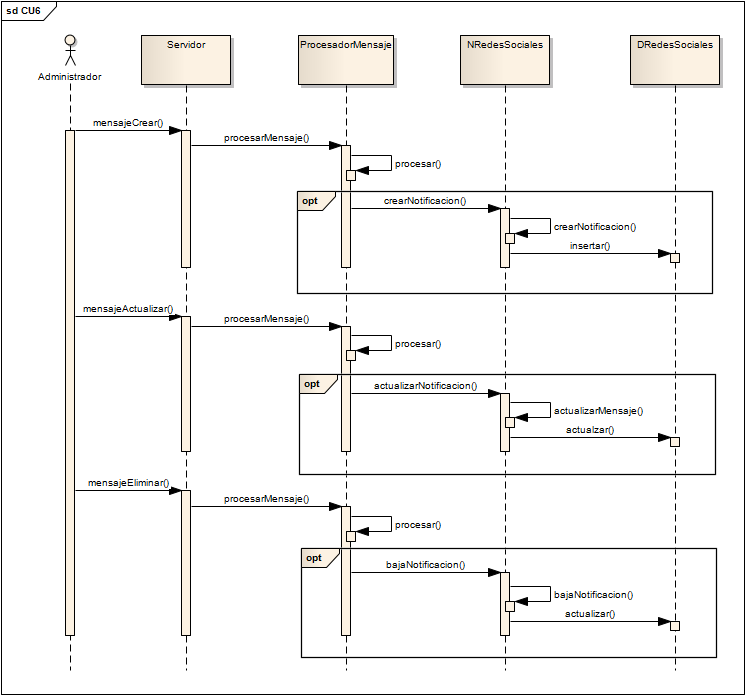 sd CU6
Administrador
Servidor
ProcesadorMensaje
NRedesSociales
DRedesSociales
mensajeCrear()
procesarMensaje()
procesar()
opt
crearNotificacion()
crearNotificacion()
insertar()
mensajeActualizar()
procesarMensaje()
procesar()
opt
actualizarNotificacion()
actualizarMensaje()
actualzar()
mensajeEliminar()
procesarMensaje()
procesar()
opt
bajaNotificacion()
bajaNotificacion()
actualizar()